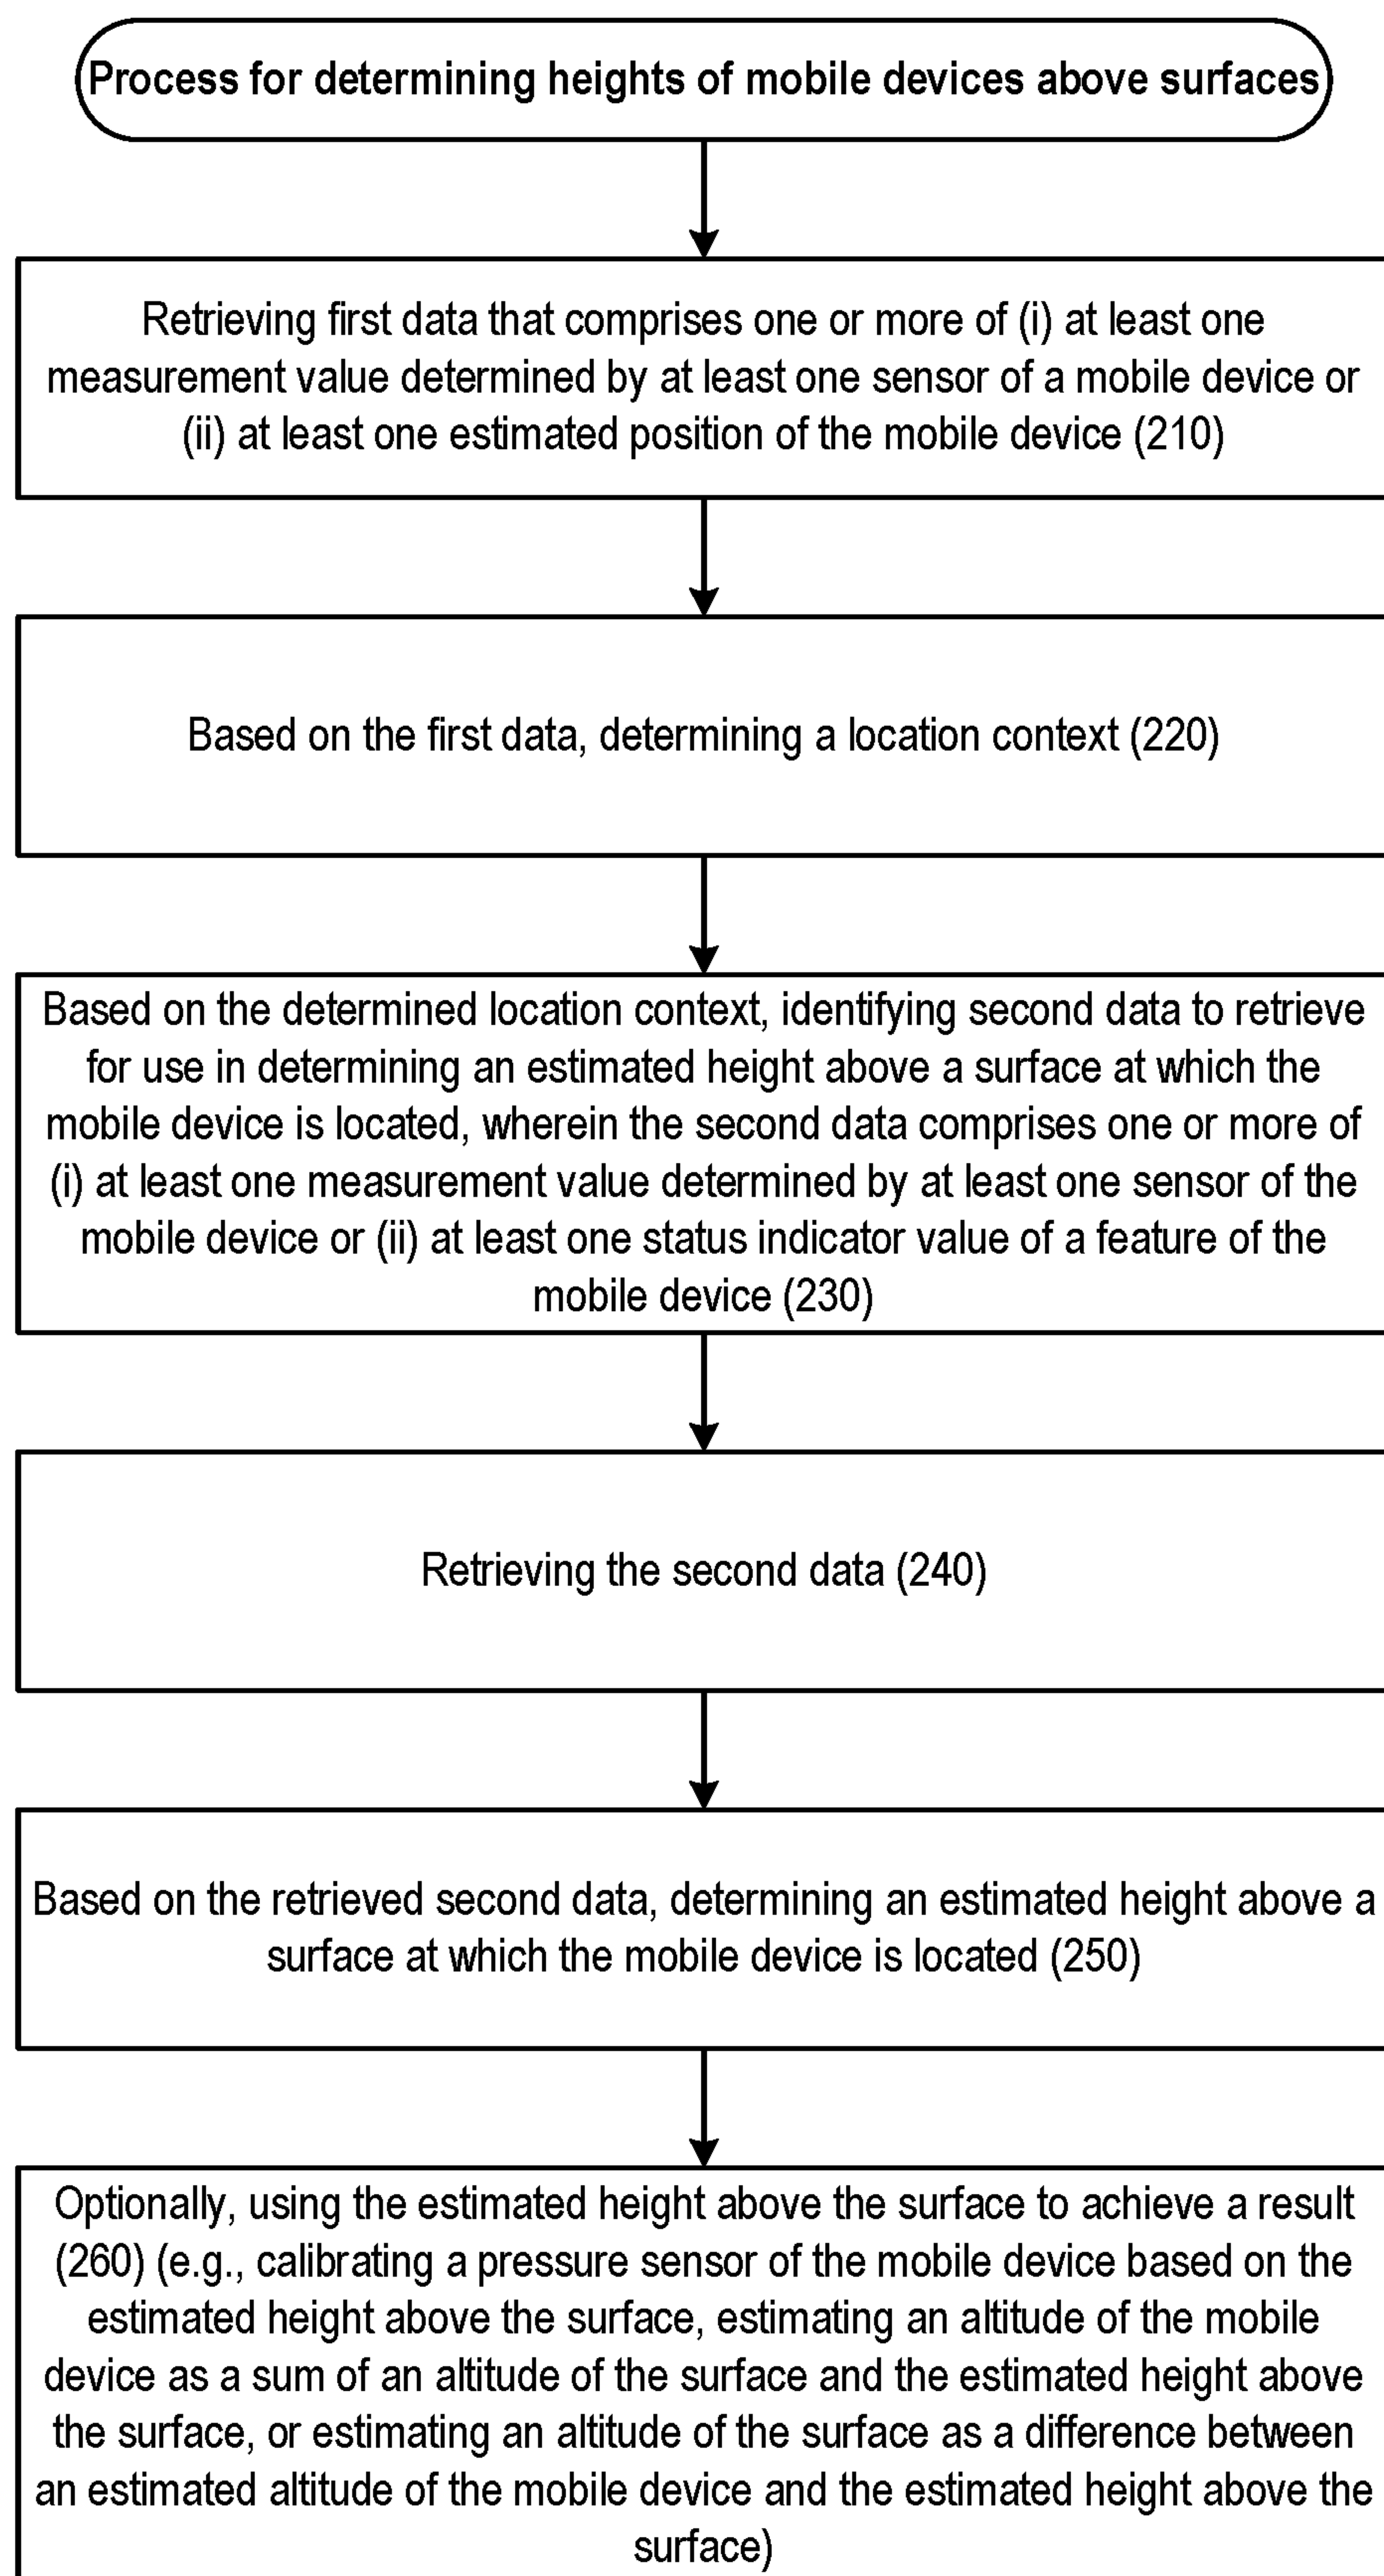 Process for determining heights of mobile devices above surfaces
Retrieving first data that comprises one or more of (i) at least one
measurement value determined by at least one sensor of a mobile device or
(ii) at least one estimated position of the mobile device (210)
Based on the first data, determining a location context (220)
Based on the determined location context, identifying second data to retrieve
for use in determining an estimated height above a surface at which the
mobile device is located, wherein the second data comprises one or more of
(i) at least one measurement value determined by at least one sensor of the
mobile device or (ii) at least one status indicator value of a feature of the
mobile device (230)
Retrieving the second data (240)
Based on the retrieved second data, determining an estimated height above a
surface at which the mobile device is located (250)
Optionally, using the estimated height above the surface to achieve a result
(260) (e.g., calibrating a pressure sensor of the mobile device based on the
estimated height above the surface, estimating an altitude of the mobile
device as a sum of an altitude of the surface and the estimated height above
the surface, or estimating an altitude of the surface as a difference between
an estimated altitude of the mobile device and the estimated height above the
surface)